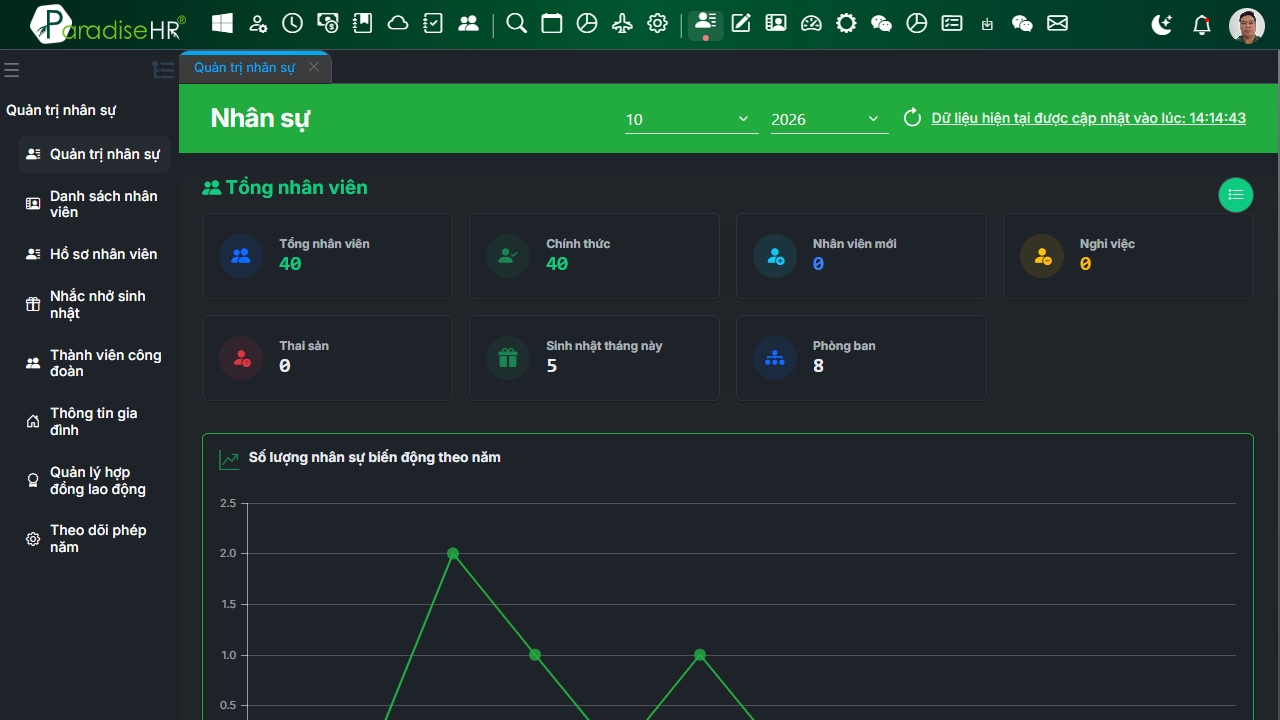 ParadiseHR®
Quản trị nhân sự
Quản trị nhân sự
Quản trị nhân sự
Danh sách nhân
viên
Hồ sơ nhân viên
Nhắc nhở sinh
nhật
Thành viên công
đoàn
Thông tin gia
đình
Quản lý hợp
đồng lao động
Theo dõi phép
năm
Nhân sự
10
2026
Dữ liệu hiện tại được cập nhật vào lúc: 14:14:43
Tổng nhân viên
Tổng nhân viên
40
Chính thức
40
Nhân viên mới
0
Nghỉ việc
0
Thai sản
0
Sinh nhật tháng này
5
Phòng ban
8
Số lượng nhân sự biến động theo năm
2.5
2.0
1.5
1.0
0.5